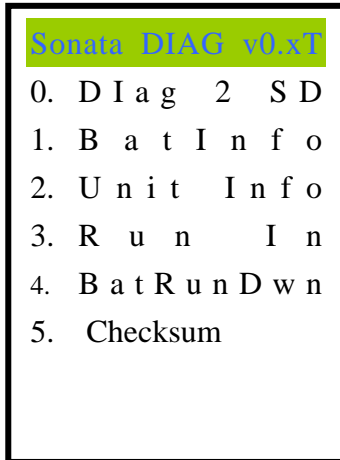 Sonata DIAG v0.xT
0. DIag 2 SD
1. BatInfo
2. Unit Info
3. Run In
4. BatRunDwn
5. Checksum